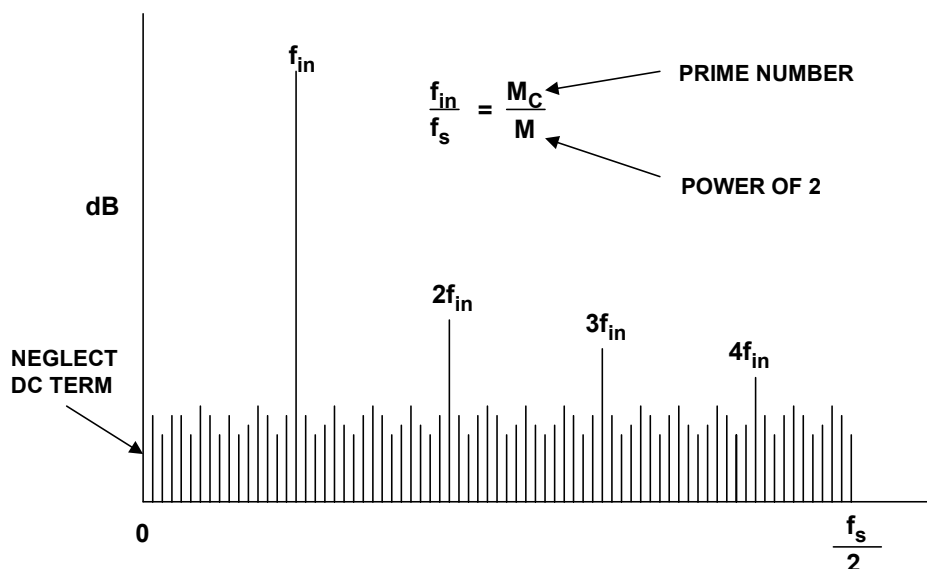 f_in
f_in / f_s = M_C / M
PRIME NUMBER
POWER OF 2
dB
2f_in
3f_in
4f_in
NEGLECT
DC TERM
0
f_s / 2